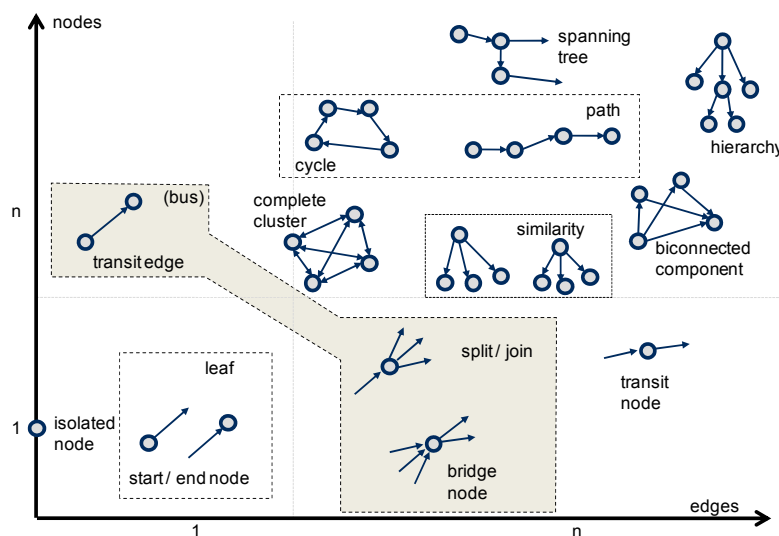 nodes
spanning
tree
path
cycle
hierarchy
n
(bus)
transit edge
complete
cluster
similarity
biconnected
component
leaf
split / join
transit
node
1
isolated
node
start / end node
bridge
node
edges
1
n